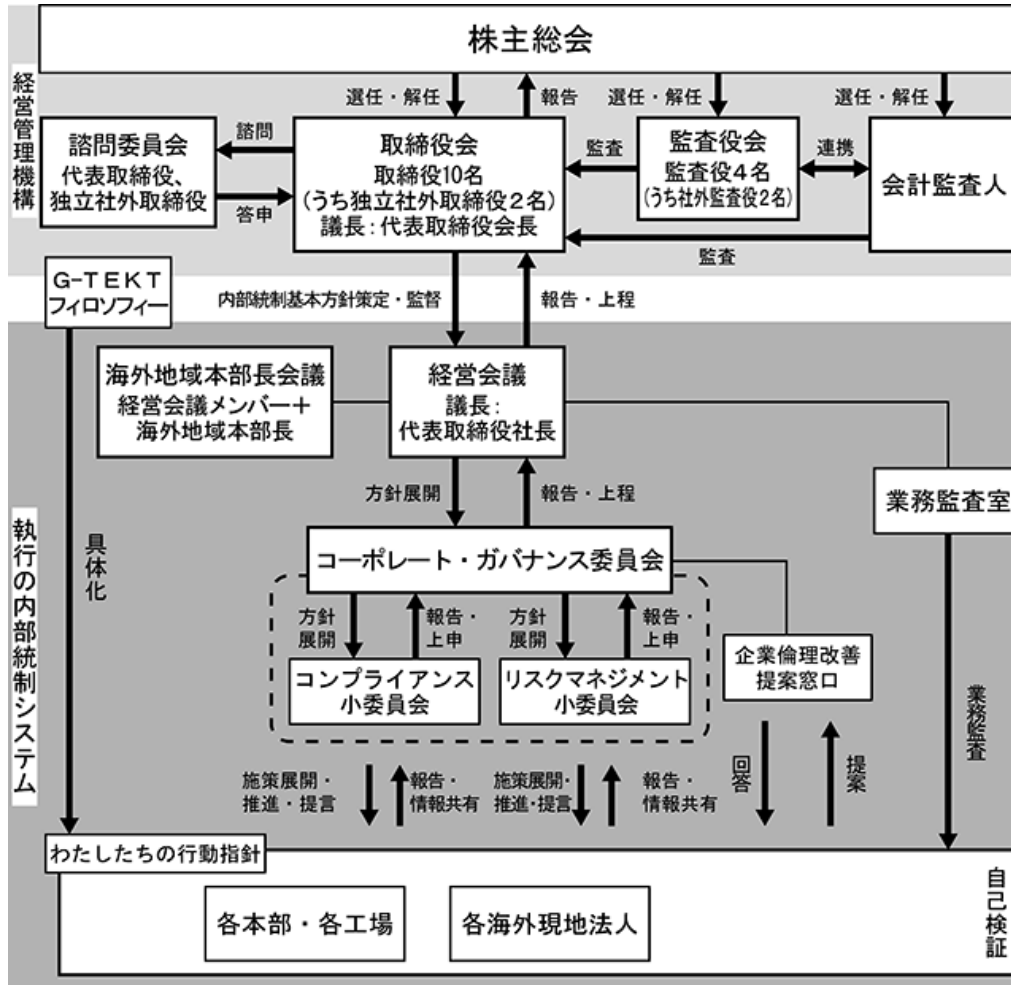 株主総会
経営管理機構
選任・解任
報告
選任・解任
選任・解任
諮問委員会
代表取締役、
独立社外取締役
諮問
答申
取締役会
取締役10名
(うち独立社外取締役2名)
議長：代表取締役会長
監査
監査役会
監査役4名
(うち社外監査役2名)
連携
会計監査人
監査
G-TEKT
フィロソフィー
内部統制基本方針策定・監督
報告・上程
執行の内部統制システム
海外地域本部長会議
経営会議メンバー＋
海外地域本部長
経営会議
議長：
代表取締役社長
方針展開
報告・上程
業務監査室
具体化
コーポレート・ガバナンス委員会
方針
展開
報告・
上申
方針
展開
報告・
上申
コンプライアンス
小委員会
リスクマネジメント
小委員会
企業倫理改善
提案窓口
業務監査
施策展開・
推進・提言
報告・
情報共有
施策展開・
推進・提言
報告・
情報共有
回答
提案
わたしたちの行動指針
各本部・各工場
各海外現地法人
自己検証